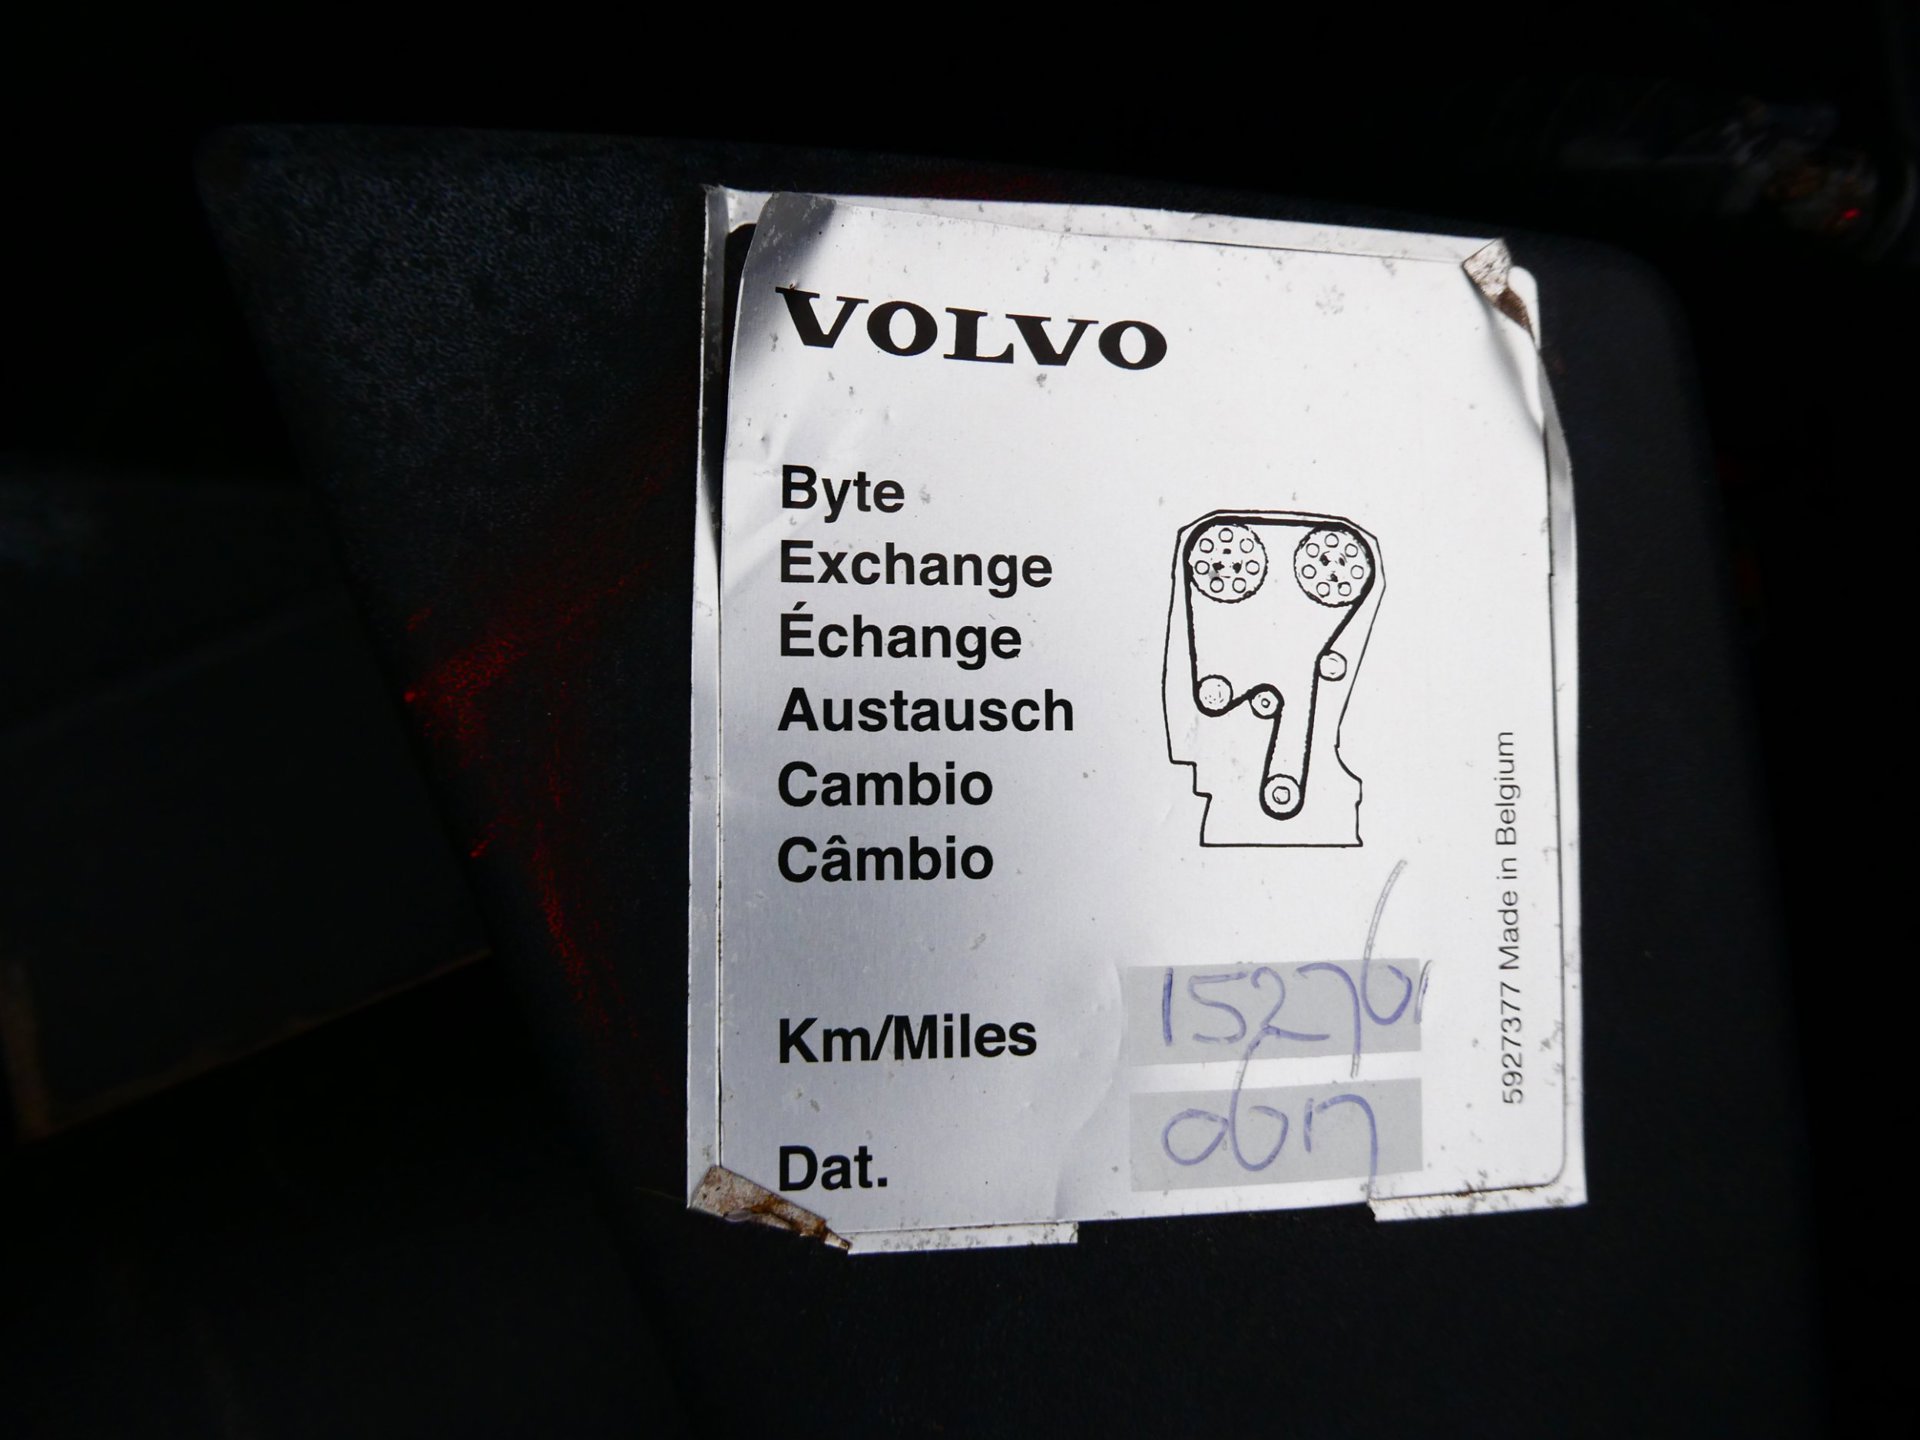 VOLVO
Byte
Exchange
Échange
Austausch
Cambio
Câmbio
Km/Miles 152761
Dat. 0617
5927377 Made in Belgium